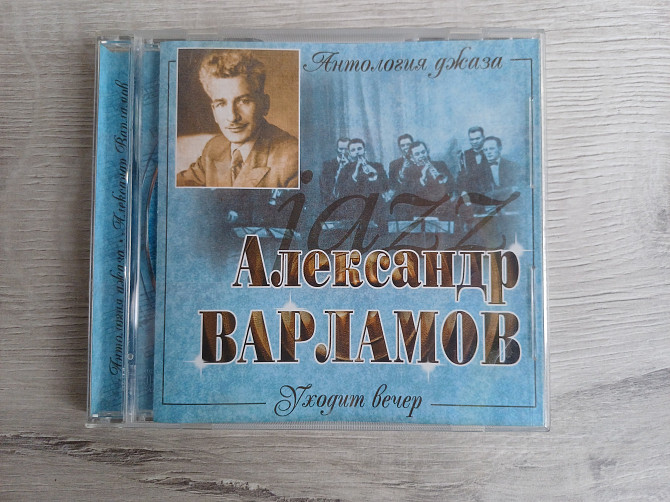 Антология джаза
jazz
Александр
ВАРЛАМОВ
Уходит вечер
Антология джаза • Александр Варламов